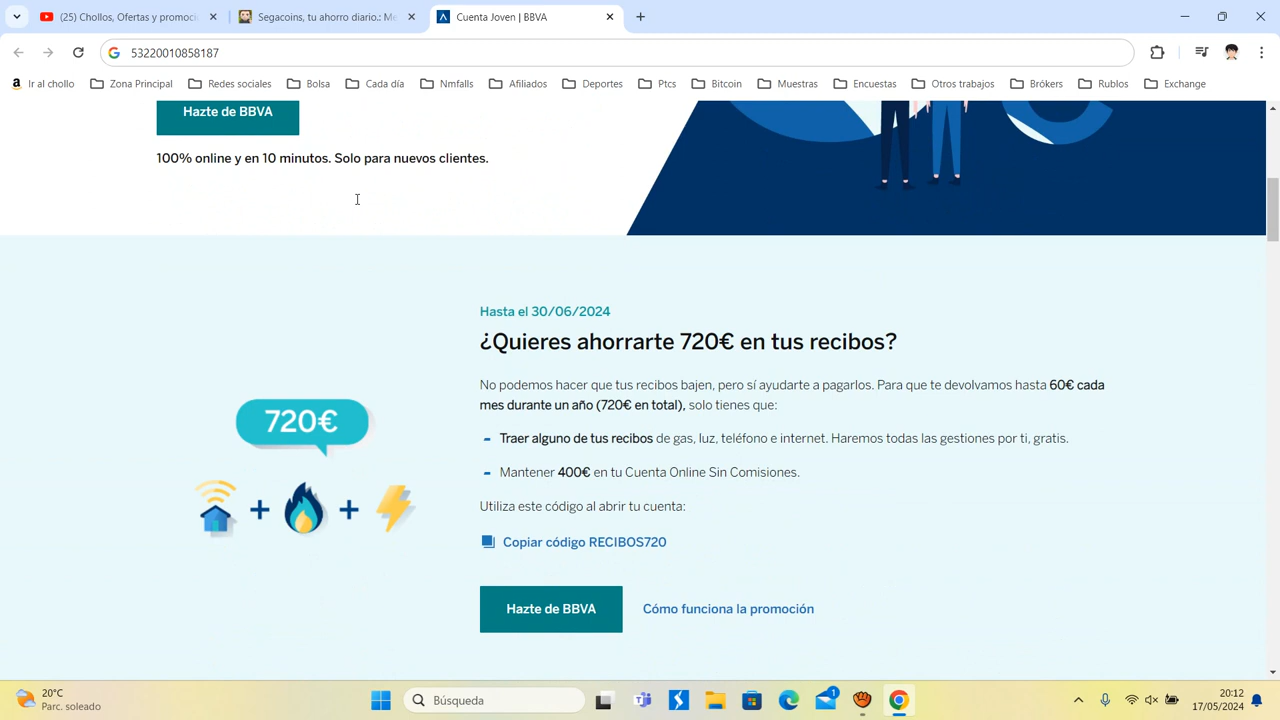 (25) Chollos, Ofertas y promoci
Segacoins, tu ahorro diario.: Me
Cuenta Joven | BBVA
53220010858187
Ir al chollo
Zona Principal
Redes sociales
Bolsa
Cada día
Nmfalls
Afiliados
Deportes
Ptcs
Bitcoin
Muestras
Encuestas
Otros trabajos
Brókers
Rublos
Exchange
Hazte de BBVA
100% online y en 10 minutos. Solo para nuevos clientes.
Hasta el 30/06/2024
¿Quieres ahorrarte 720€ en tus recibos?
No podemos hacer que tus recibos bajen, pero sí ayudarte a pagarlos. Para que te devolvamos hasta 60€ cada
mes durante un año (720€ en total), solo tienes que:
720€
Traer alguno de tus recibos de gas, luz, teléfono e internet. Haremos todas las gestiones por ti, gratis.
Mantener 400€ en tu Cuenta Online Sin Comisiones.
Utiliza este código al abrir tu cuenta:
Copiar código RECIBOS720
Hazte de BBVA
Cómo funciona la promoción
20°C
Parc. soleado
Búsqueda
1
20:12
17/05/2024